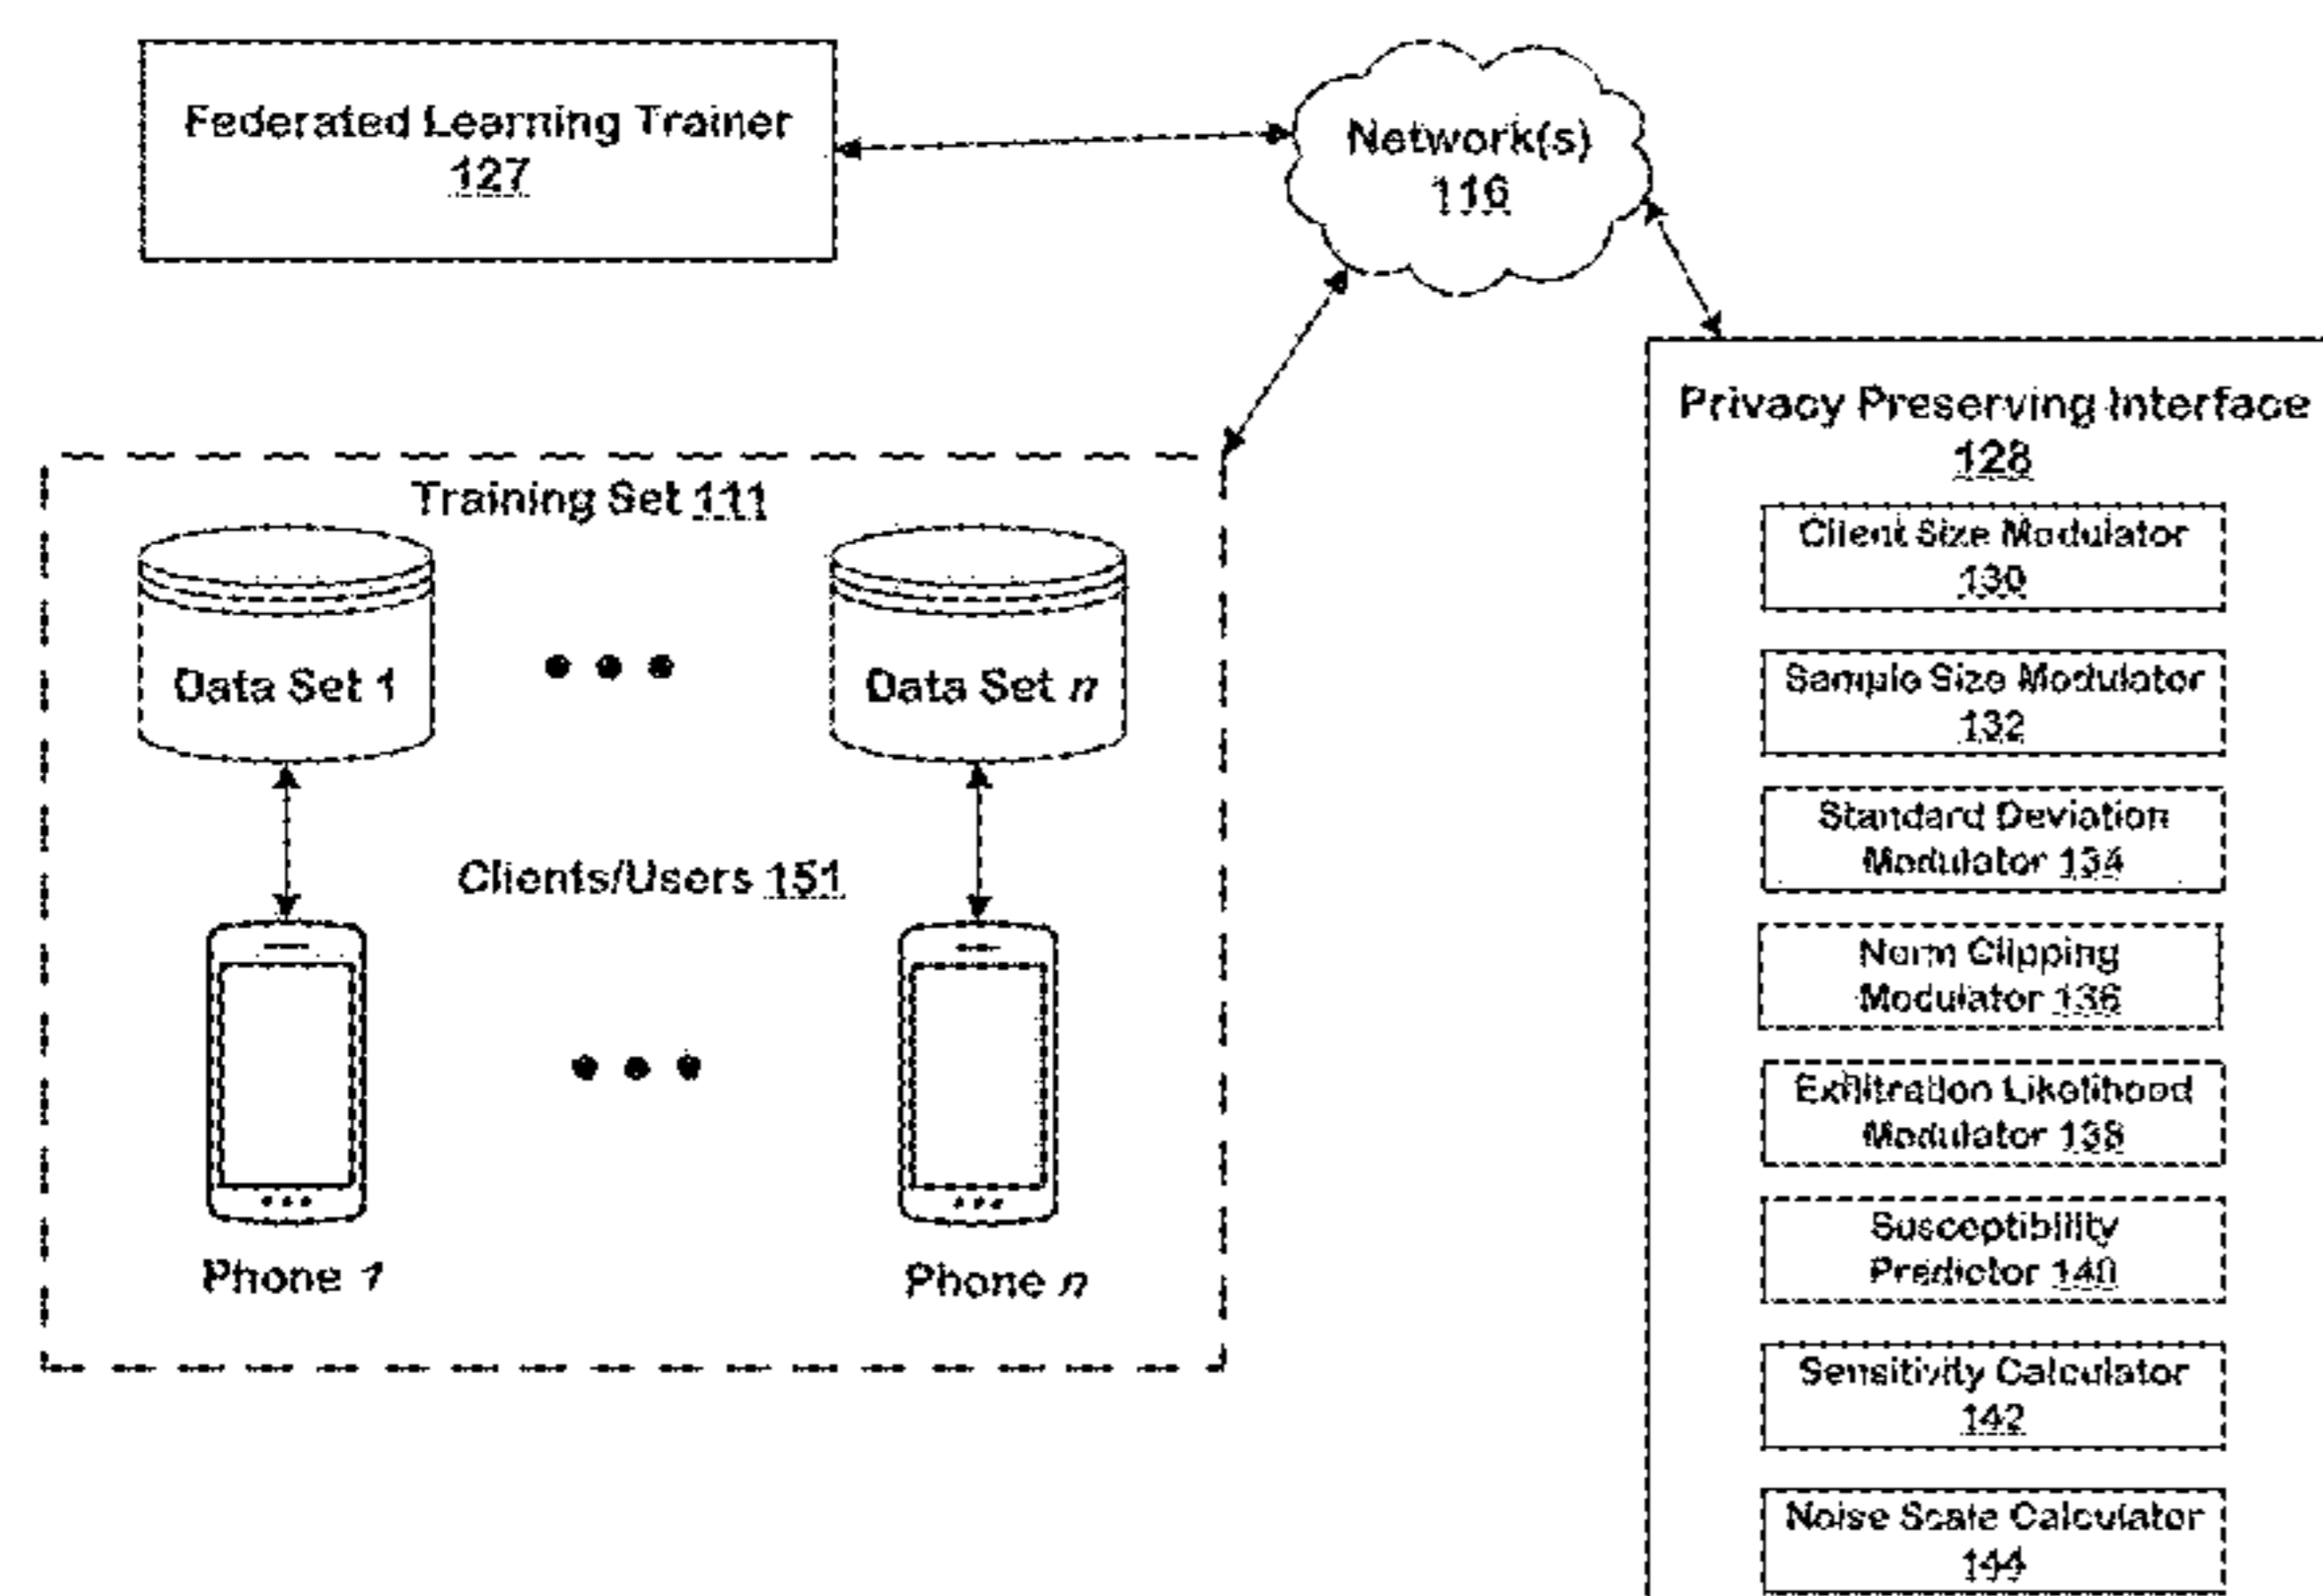 Federated Learning Trainer
127
Network(s)
116
Privacy Preserving Interface
128
Client Size Modulator
130
Sample Size Modulator
132
Standard Deviation
Modulator 134
Norm Clipping
Modulator 136
Exfiltration Likelihood
Modulator 138
Susceptibility
Predictor 140
Sensitivity Calculator
142
Noise Scale Calculator
144
Training Set 111
Data Set 1
Data Set n
Clients/Users 151
Phone 1
Phone n